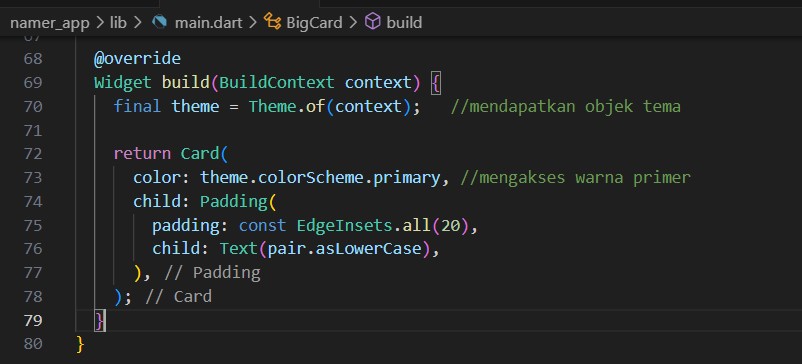 namer_app > lib > main.dart > BigCard > build
68 @override
69 Widget build(BuildContext context) {
70 final theme = Theme.of(context); //mendapatkan objek tema
71
72 return Card(
73 color: theme.colorScheme.primary, //mengakses warna primer
74 child: Padding(
75 padding: const EdgeInsets.all(20),
76 child: Text(pair.asLowerCase),
77 ), // Padding
78 ); // Card
79 }
80 }